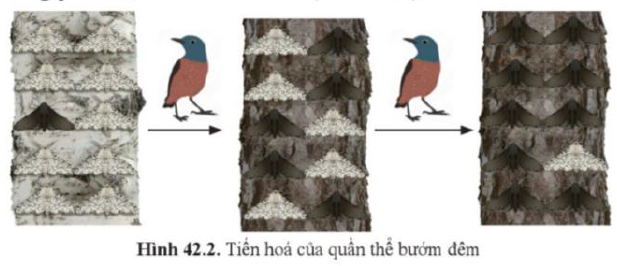 Hình 42.2. Tiến hoá của quần thể bướm đêm